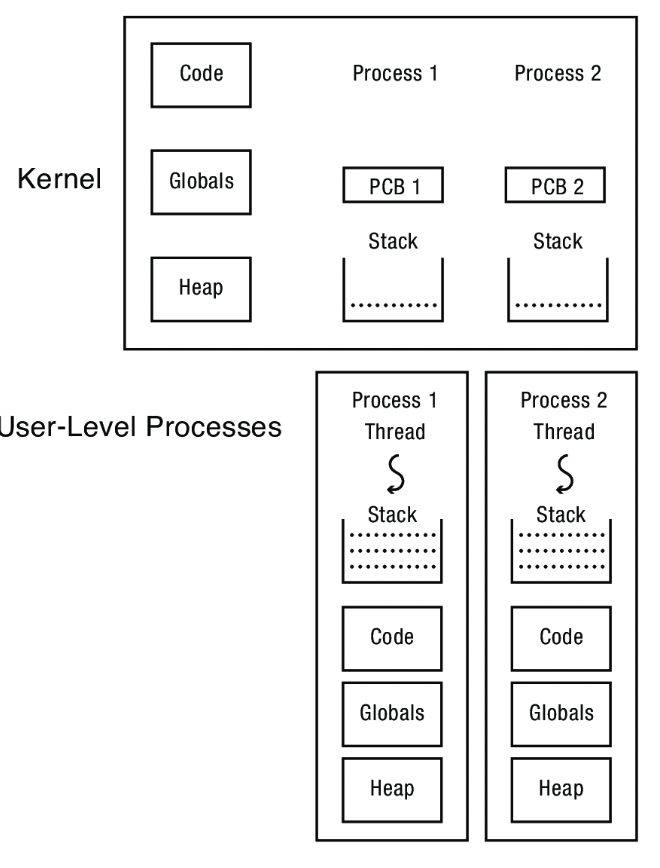 Code
Process 1
Process 2
Kernel
Globals
PCB 1
PCB 2
Stack
Stack
Heap
User-Level Processes
Process 1
Thread
Stack
Code
Globals
Heap
Process 2
Thread
Stack
Code
Globals
Heap